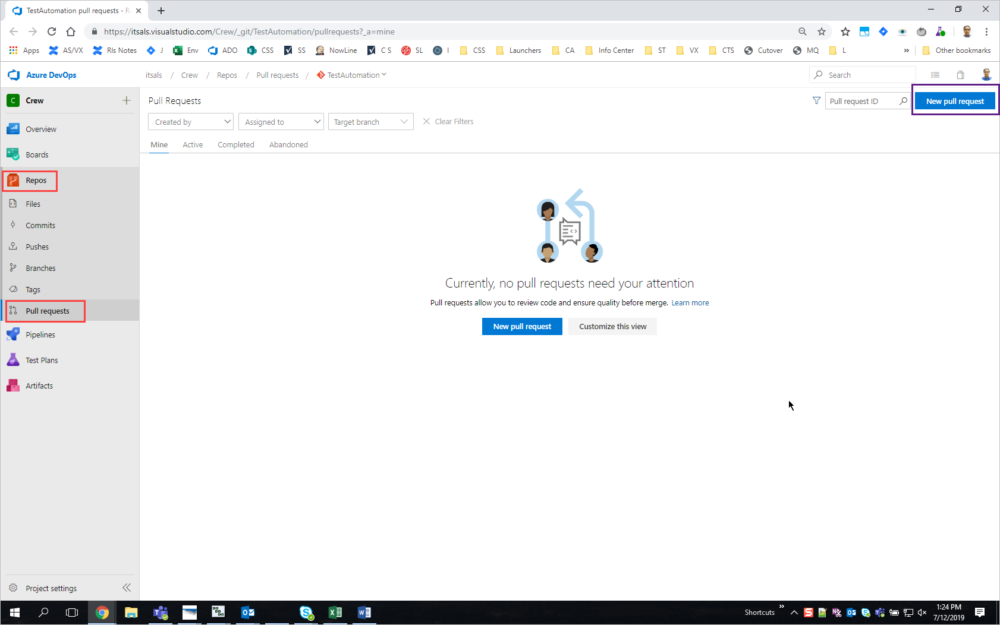 TestAutomation pull requests - R
https://itsals.visualstudio.com/Crew/_git/TestAutomation/pullrequests?_a=mine
Apps AS/VX RIs Notes J Env ADO CSS SS NowLine C S SL I CSS Launchers CA Info Center ST VX CTS Cutover MQ L » Other bookmarks
Azure DevOps itsals / Crew / Repos / Pull requests / TestAutomation Search
C Crew
Pull Requests Pull request ID New pull request
Created by Assigned to Target branch Clear Filters
Mine Active Completed Abandoned
Overview
Boards
Repos
Files
Commits
Pushes
Branches
Tags
Pull requests
Pipelines
Test Plans
Artifacts
Currently, no pull requests need your attention
Pull requests allow you to review code and ensure quality before merge. Learn more
New pull request Customize this view
Project settings
Shortcuts »
1:24 PM
7/12/2019